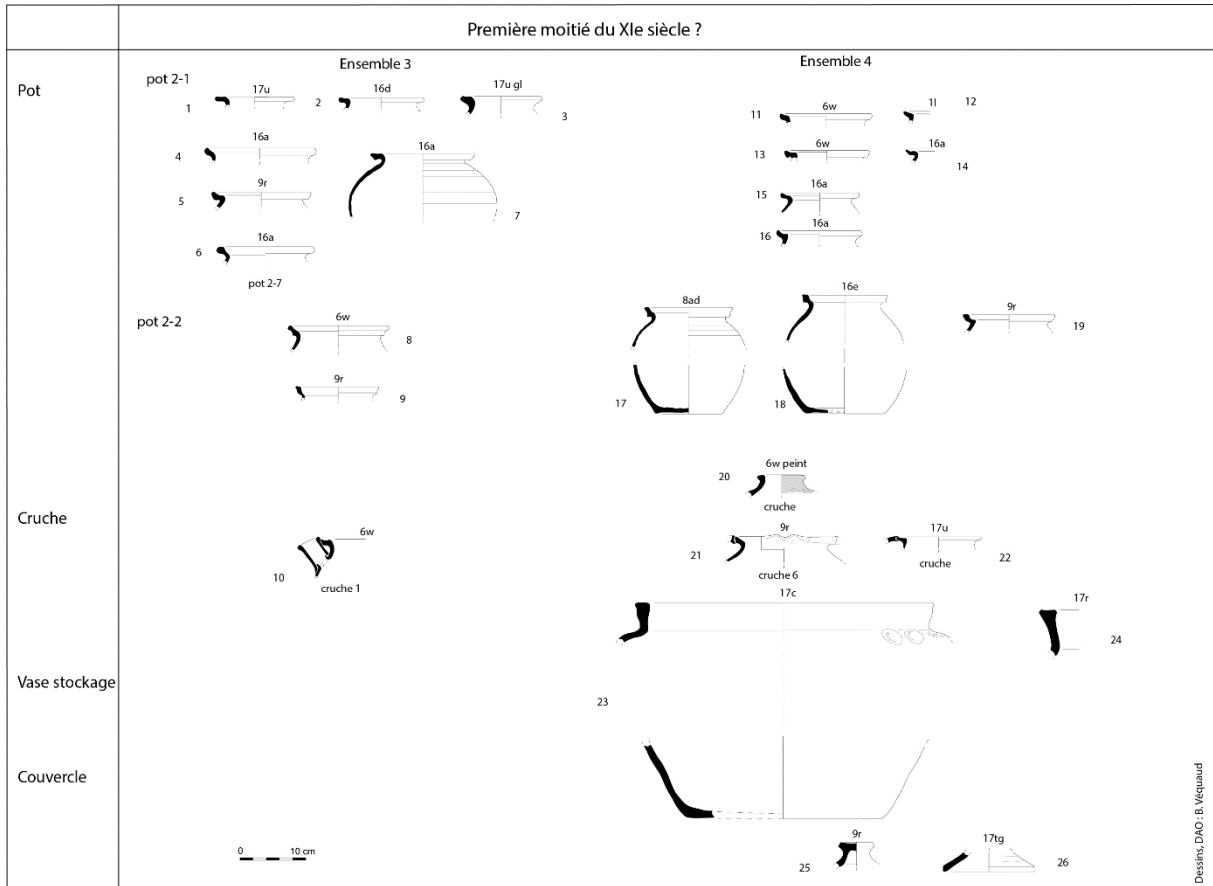 Première moitié du XIe siècle ?
Ensemble 3
Ensemble 4
Pot
pot 2-1
17u
1
16d
2
17u gl
3
16a
4
9r
5
16a
6
16a
7
pot 2-7
6w
11
1l
12
6w
13
16a
14
16a
15
16a
16
pot 2-2
6w
8
9r
9
8ad
17
16e
18
9r
19
Cruche
6w
10
cruche 1
6w peint
20
cruche
9r
21
cruche 6
17u
22
cruche
Vase stockage
17c
23
17r
24
Couvercle
9r
25
17tg
26
0
10 cm
Dessins, DAO : B. Véquaud